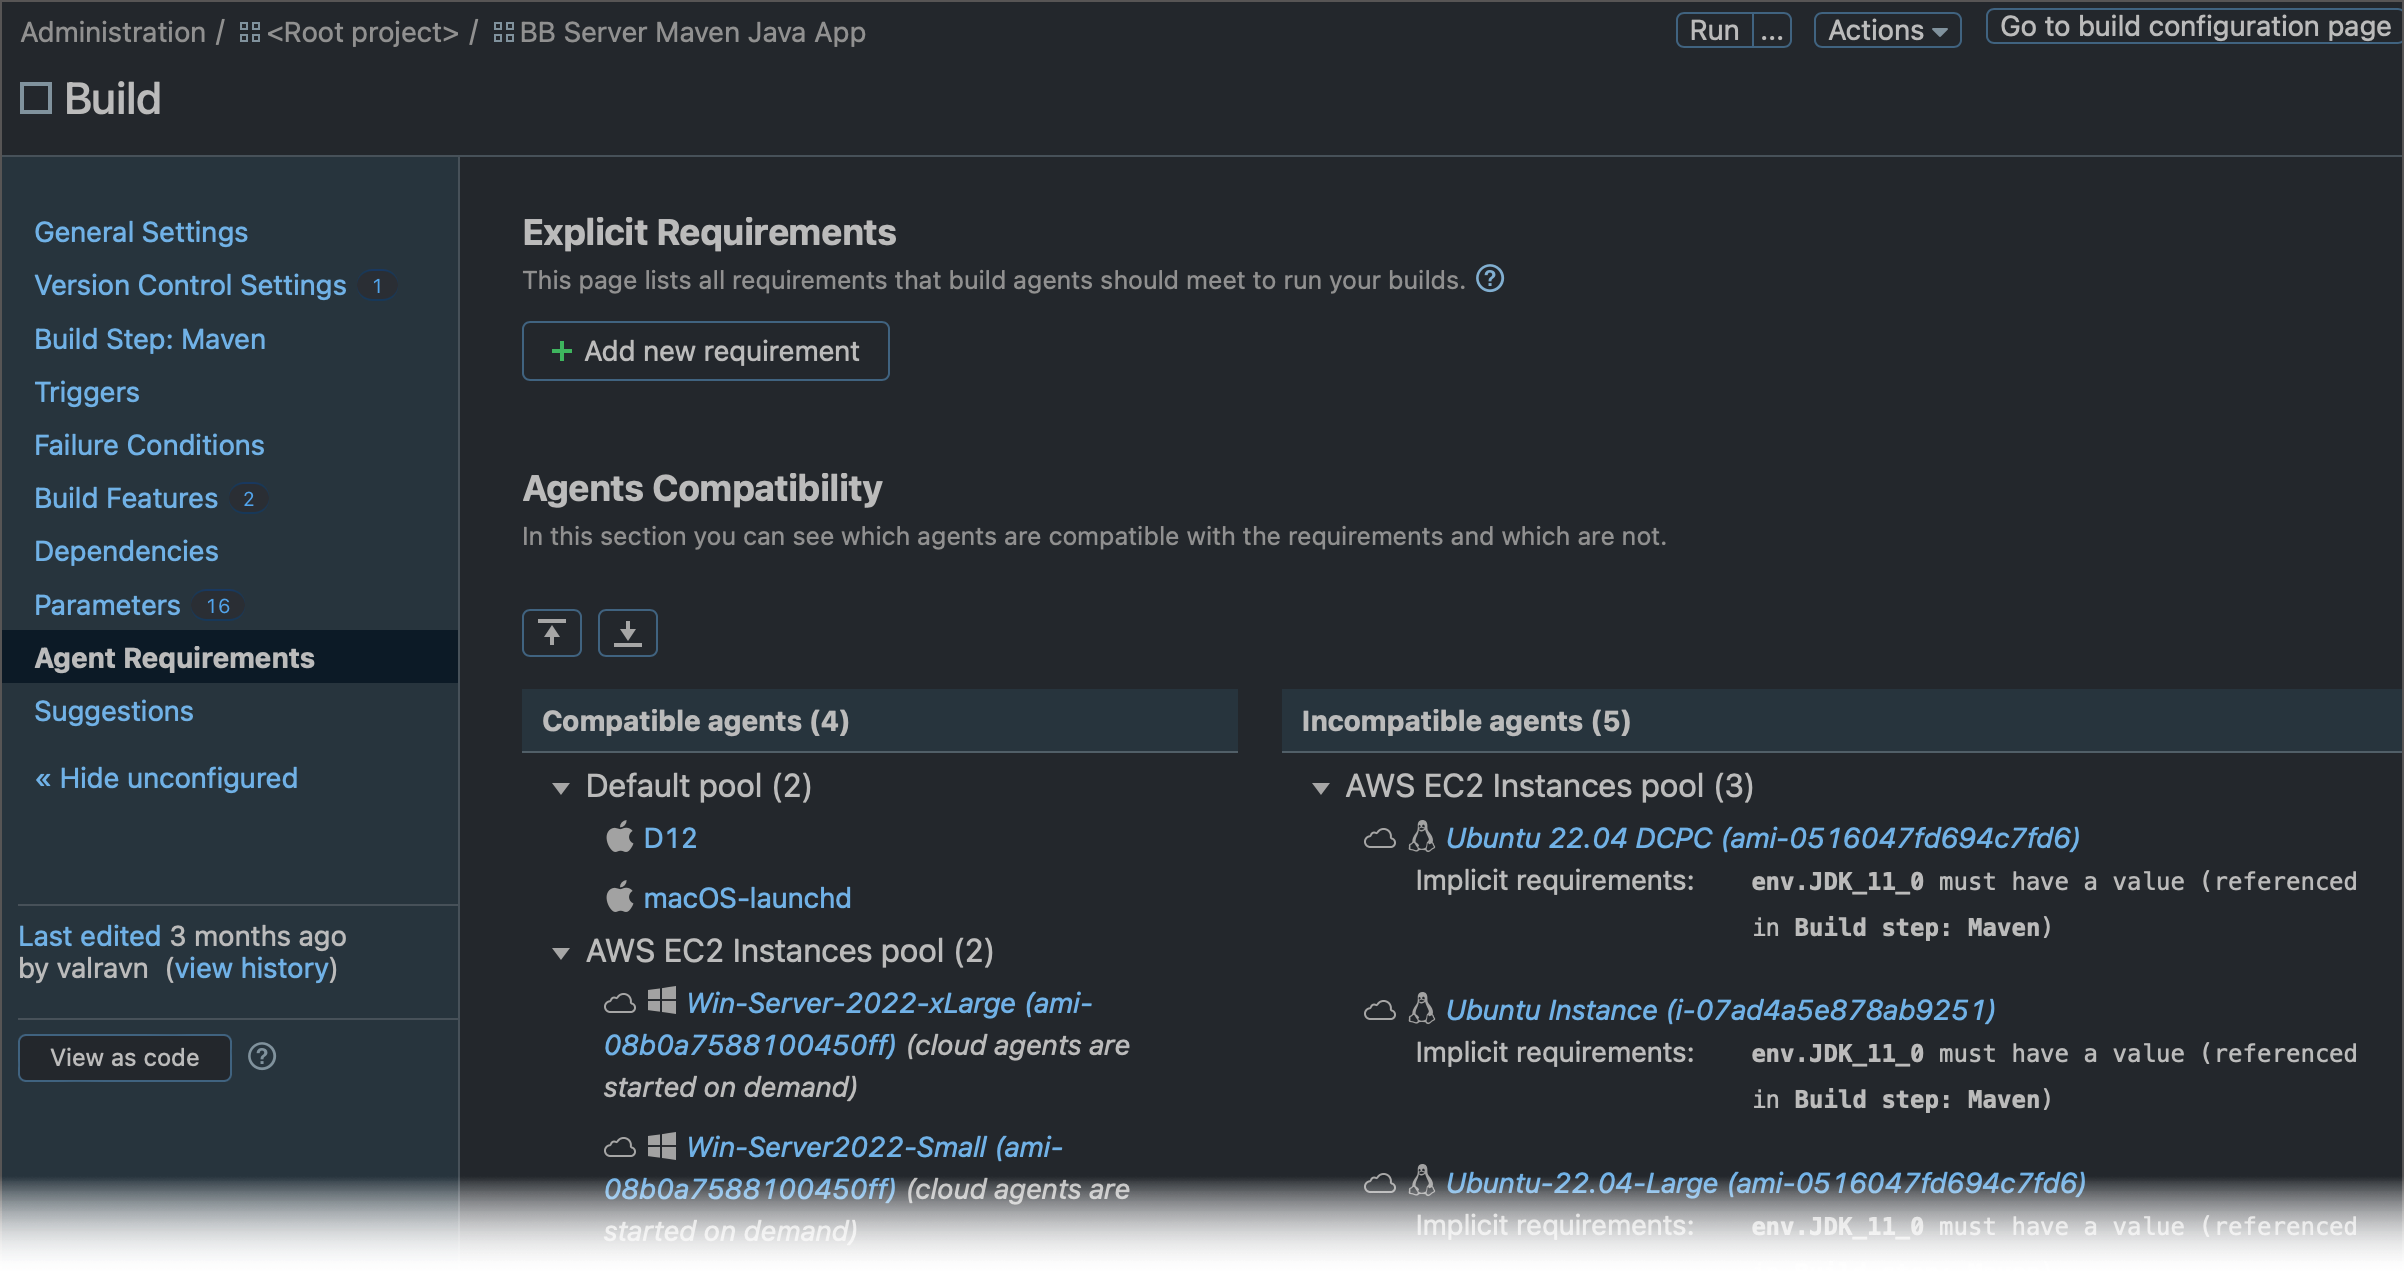 Administration / <Root project> / BB Server Maven Java App
Run ... Actions Go to build configuration page
Build
General Settings
Version Control Settings 1
Build Step: Maven
Triggers
Failure Conditions
Build Features 2
Dependencies
Parameters 16
Agent Requirements
Suggestions
« Hide unconfigured
Last edited 3 months ago
by valravn (view history)
View as code ?
Explicit Requirements
This page lists all requirements that build agents should meet to run your builds. ?
+ Add new requirement
Agents Compatibility
In this section you can see which agents are compatible with the requirements and which are not.
Compatible agents (4)
Default pool (2)
D12
macOS-launchd
AWS EC2 Instances pool (2)
Win-Server-2022-xLarge (ami-
08b0a7588100450ff) (cloud agents are
started on demand)
Win-Server2022-Small (ami-
08b0a7588100450ff) (cloud agents are
started on demand)
Incompatible agents (5)
AWS EC2 Instances pool (3)
Ubuntu 22.04 DCPC (ami-0516047fd694c7fd6)
Implicit requirements: env.JDK_11_0 must have a value (referenced
in Build step: Maven)
Ubuntu Instance (i-07ad4a5e878ab9251)
Implicit requirements: env.JDK_11_0 must have a value (referenced
in Build step: Maven)
Ubuntu-22.04-Large (ami-0516047fd694c7fd6)
Implicit requirements: env.JDK_11_0 must have a value (referenced